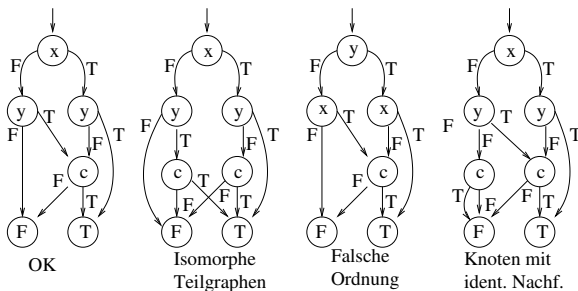 x
F T
y y
F T F T
c
F T
F T
OK
x
F T
y y
F T F T
c c
T
F F T
F T
Isomorphe
Teilgraphen
y
F T
x x
F T F T
c
F T
F T
Falsche
Ordnung
x
F T
y y
F F T T F T
c c
T F F T
F T
Knoten mit
ident. Nachf.